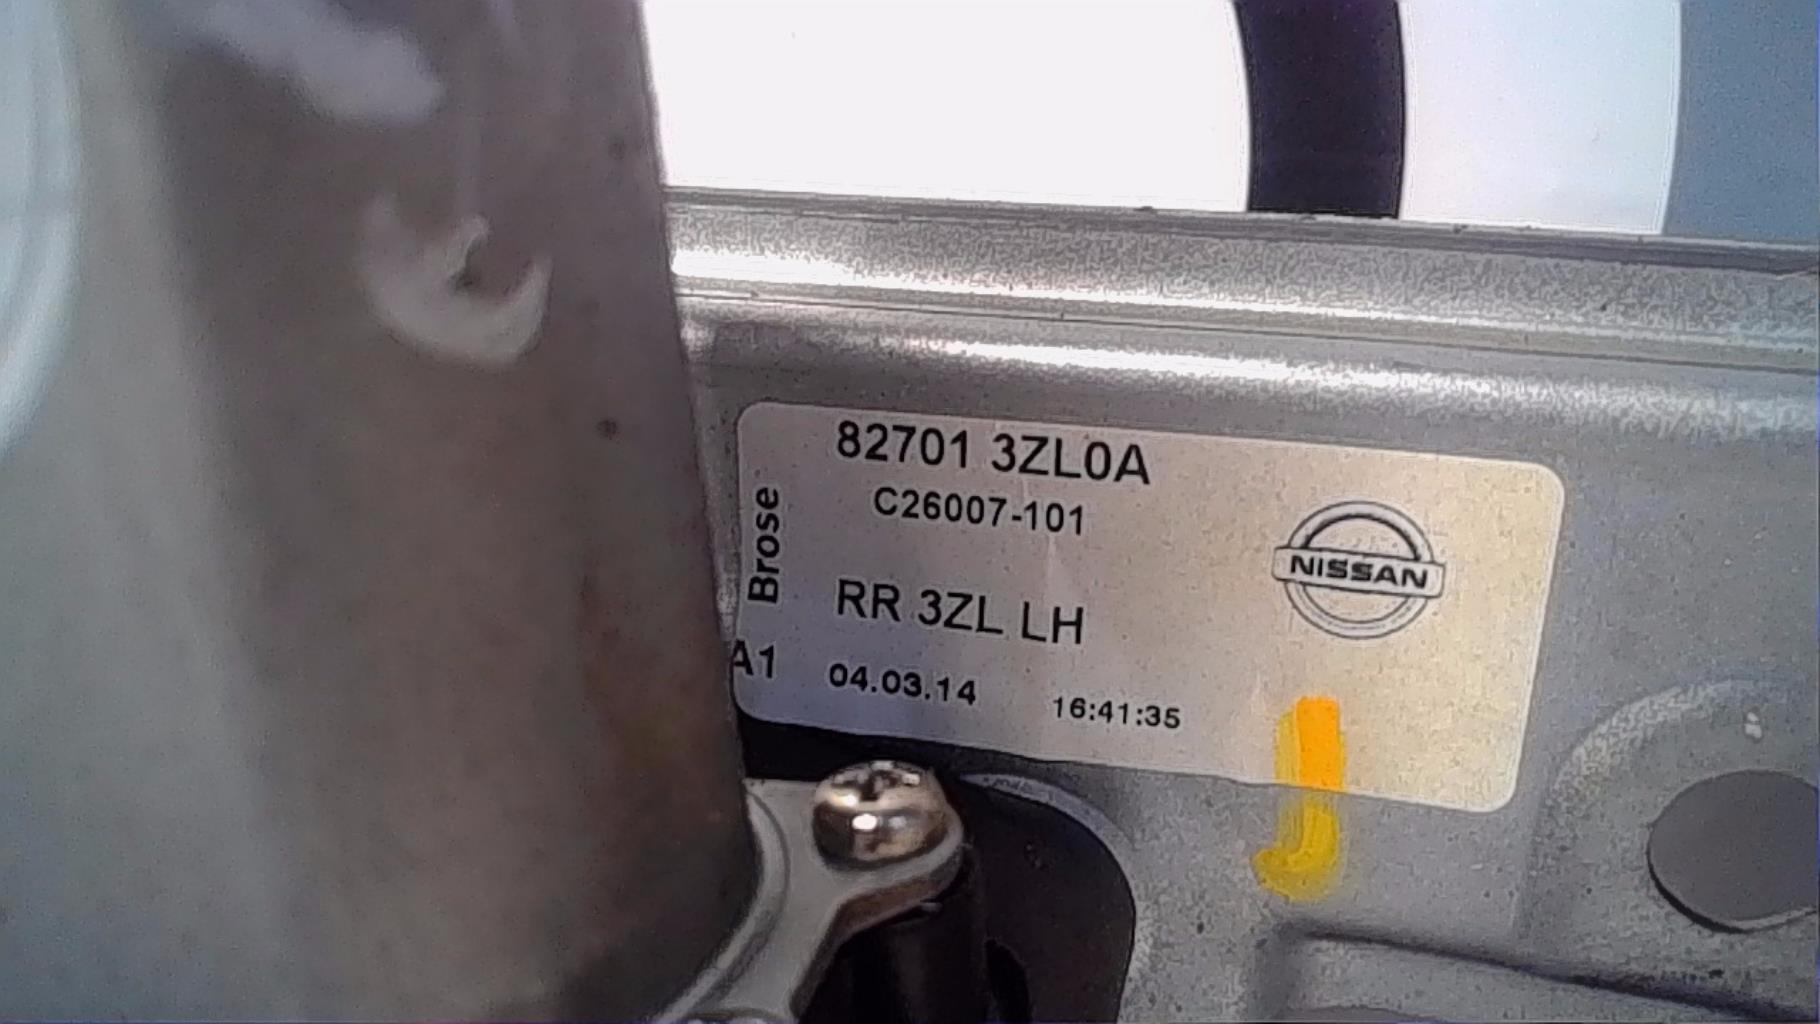 82701 3ZL0A
C26007-101
Brose
NISSAN
RR 3ZL LH
A1
04.03.14 16:41:35